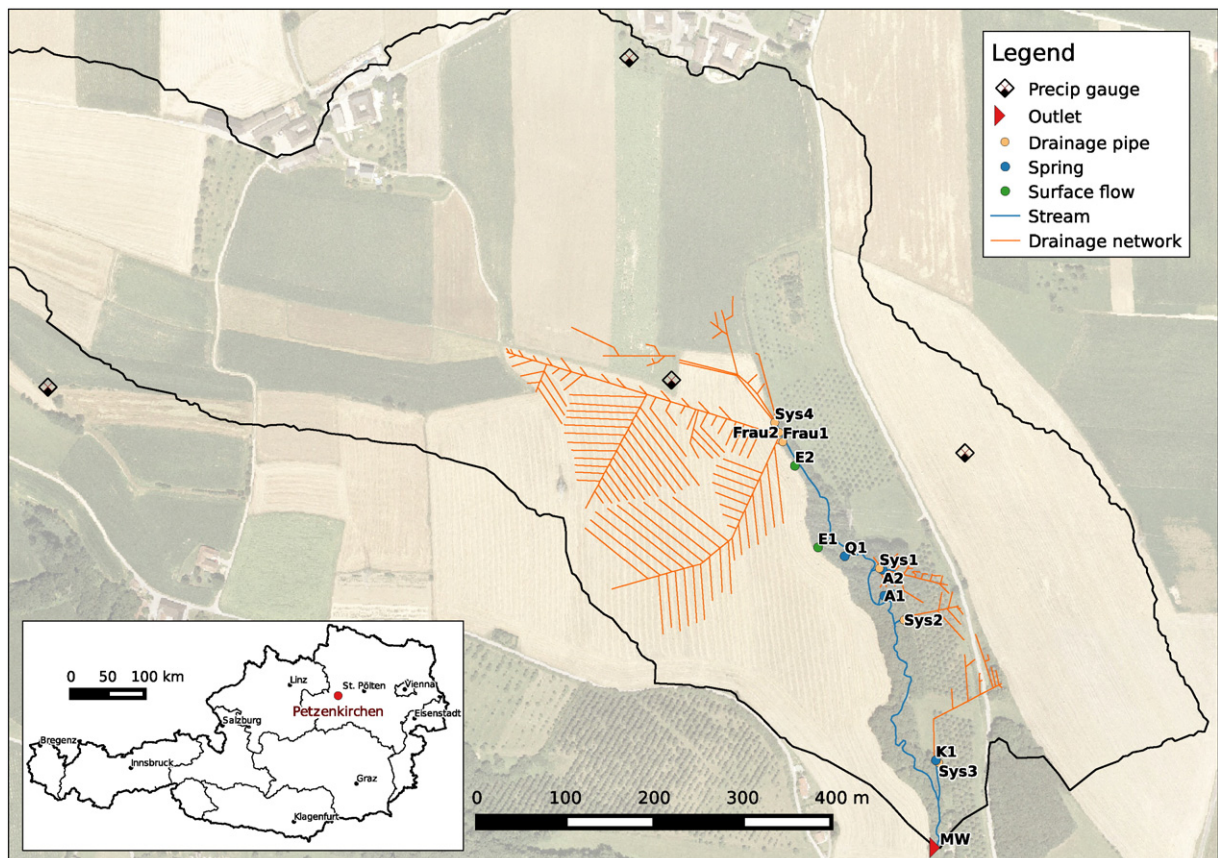 Legend
Precip gauge
Outlet
Drainage pipe
Spring
Surface flow
Stream
Drainage network
Sys4
Frau2 Frau1
E2
E1
Q1
Sys1
A2
A1
Sys2
K1
Sys3
MW
0 100 200 300 400 m
0 50 100 km
Linz
St. Pölten
Vienna
Petzenkirchen
Eisenstadt
Salzburg
Bregenz
Innsbruck
Graz
Klagenfurt